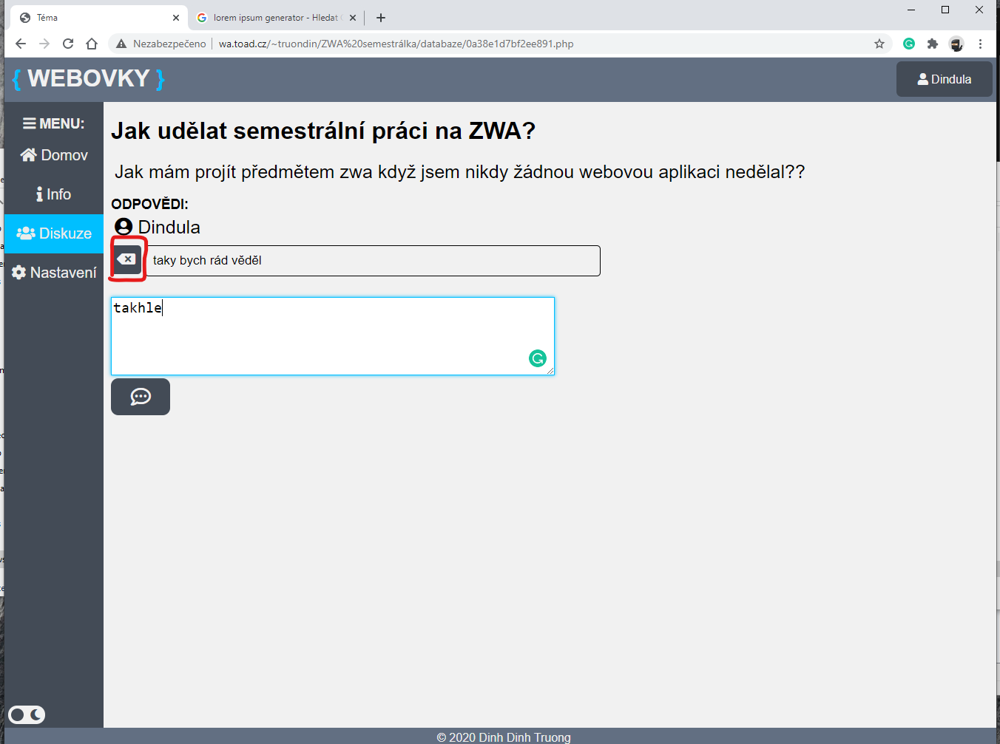 Téma
lorem ipsum generator - Hledat
Nezabezpečeno
wa.toad.cz/~truondin/ZWA%20semestrálka/databaze/0a38e1d7bf2ee891.php
{ WEBOVKY }
Dindula
MENU:
Domov
Info
Diskuze
Nastavení
Jak udělat semestrální práci na ZWA?
Jak mám projít předmětem zwa když jsem nikdy žádnou webovou aplikaci nedělal??
ODPOVĚDI:
Dindula
taky bych rád věděl
takhle
© 2020 Dinh Dinh Truong